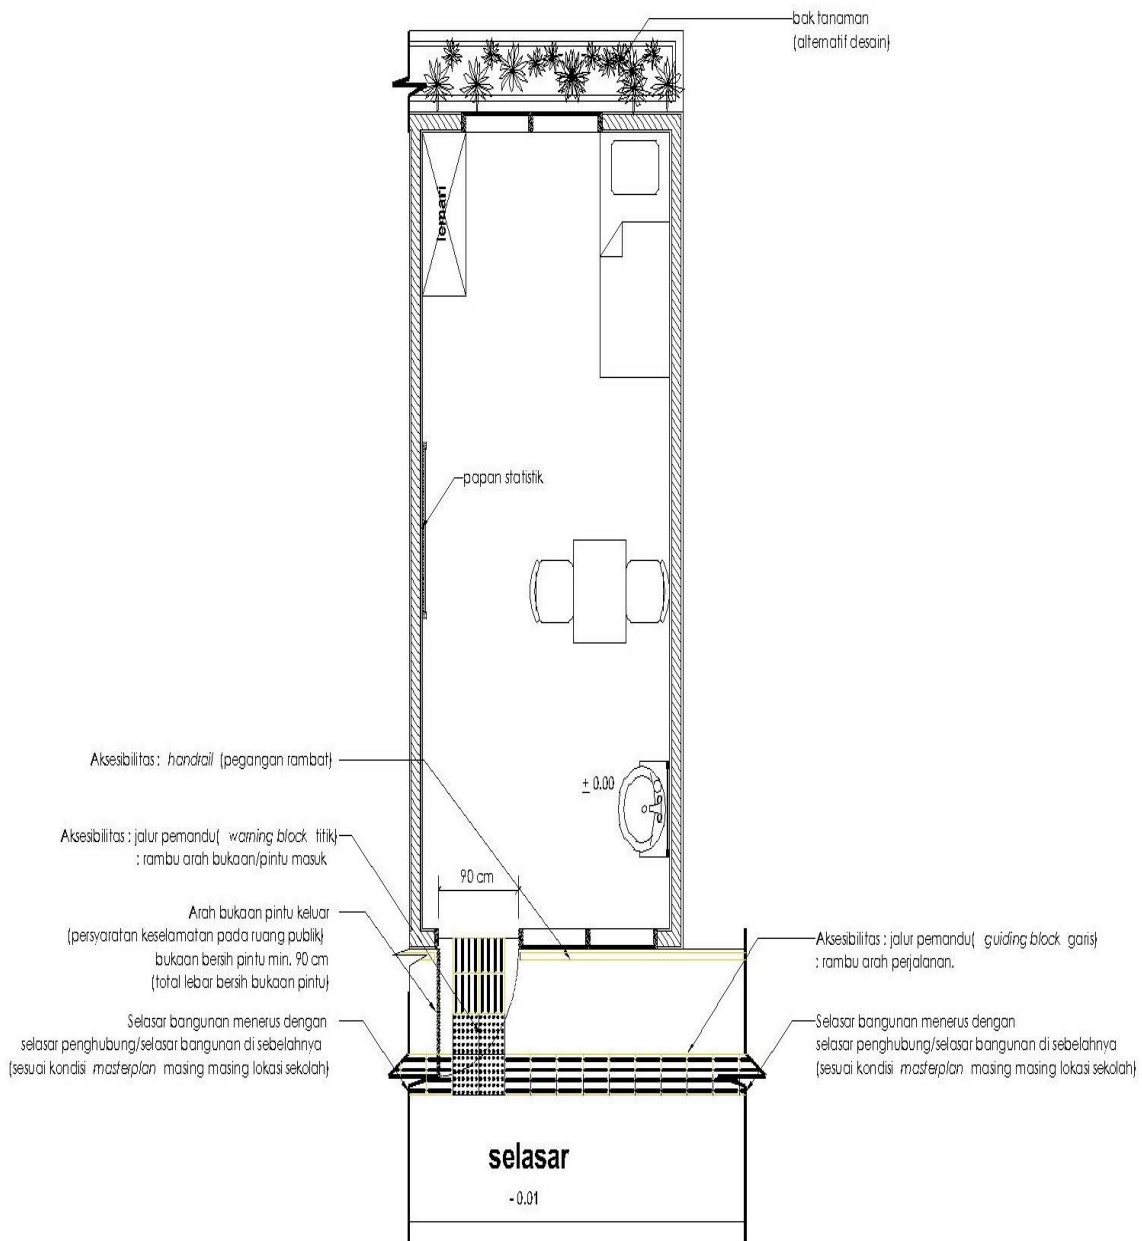 bak tanaman
(alternatif desain)
lemari
papan statistik
Aksesibilitas : handrail (pegangan rambat)
± 0.00
Aksesibilitas : jalur pemandu( warning block titik)
: rambu arah bukaan/pintu masuk
90 cm
Arah bukaan pintu keluar
(persyaratan keselamatan pada ruang publik)
bukaan bersih pintu min. 90 cm
(total lebar bersih bukaan pintu)
Aksesibilitas : jalur pemandu( guiding block garis)
: rambu arah perjalanan.
Selasar bangunan menerus dengan
selasar penghubung/selasar bangunan di sebelahnya
(sesuai kondisi masterplan masing masing lokasi sekolah)
Selasar bangunan menerus dengan
selasar penghubung/selasar bangunan di sebelahnya
(sesuai kondisi masterplan masing masing lokasi sekolah)
selasar
- 0.01